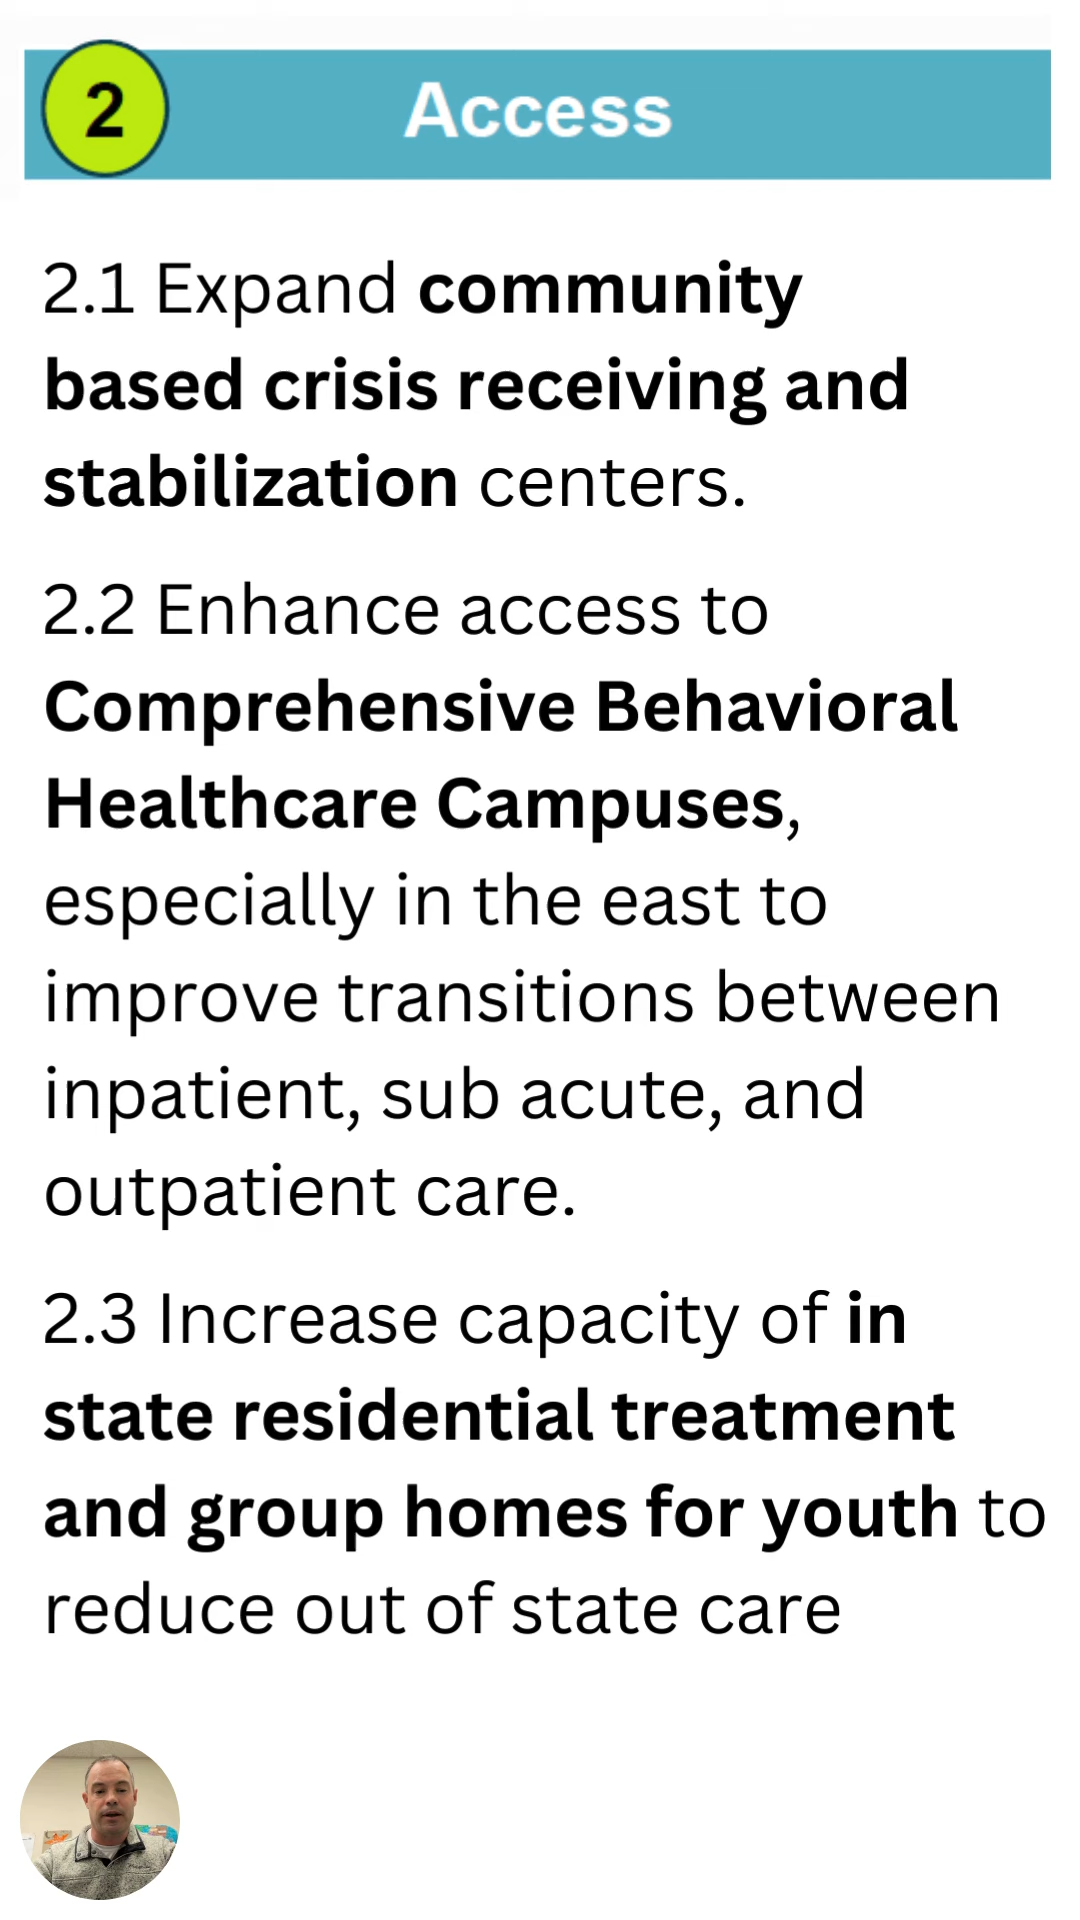 2
Access
2.1 Expand community
based crisis receiving and
stabilization centers.
2.2 Enhance access to
Comprehensive Behavioral
Healthcare Campuses,
especially in the east to
improve transitions between
inpatient, sub acute, and
outpatient care.
2.3 Increase capacity of in
state residential treatment
and group homes for youth to
reduce out of state care